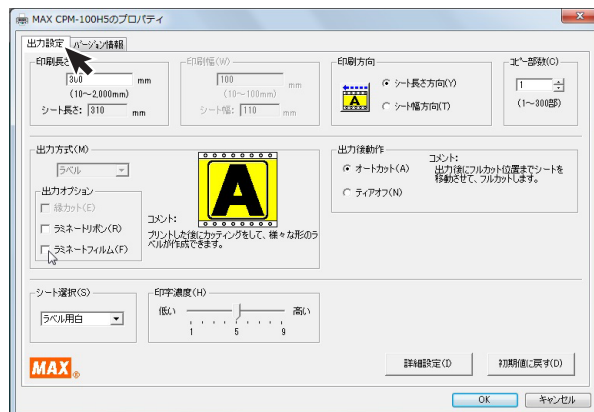 MAX CPM-100H5のプロパティ
出力設定 バージョン情報
印刷長さ
300 mm
(10～2,000mm)
シート長さ: 310 mm
印刷幅(W)
100 mm
(10～100mm)
シート幅: 110 mm
印刷方向
シート長さ方向(Y)
シート幅方向(T)
A
コピー部数(C)
1
(1～300部)
出力方式(M)
ラベル
出力オプション
縁カット(E)
ラミネートリボン(R)
ラミネートフィルム(F)
A
コメント:
プリントした後にカッティングをして、様々な形のラ
ベルが作成できます。
出力後動作
オートカット(A)
ティアオフ(N)
コメント:
出力後にフルカット位置までシートを
移動させて、フルカットします。
シート選択(S)
ラベル用白
印字濃度(H)
低い 高い
1 5 9
MAX
詳細設定(I) 初期値に戻す(D)
OK キャンセル